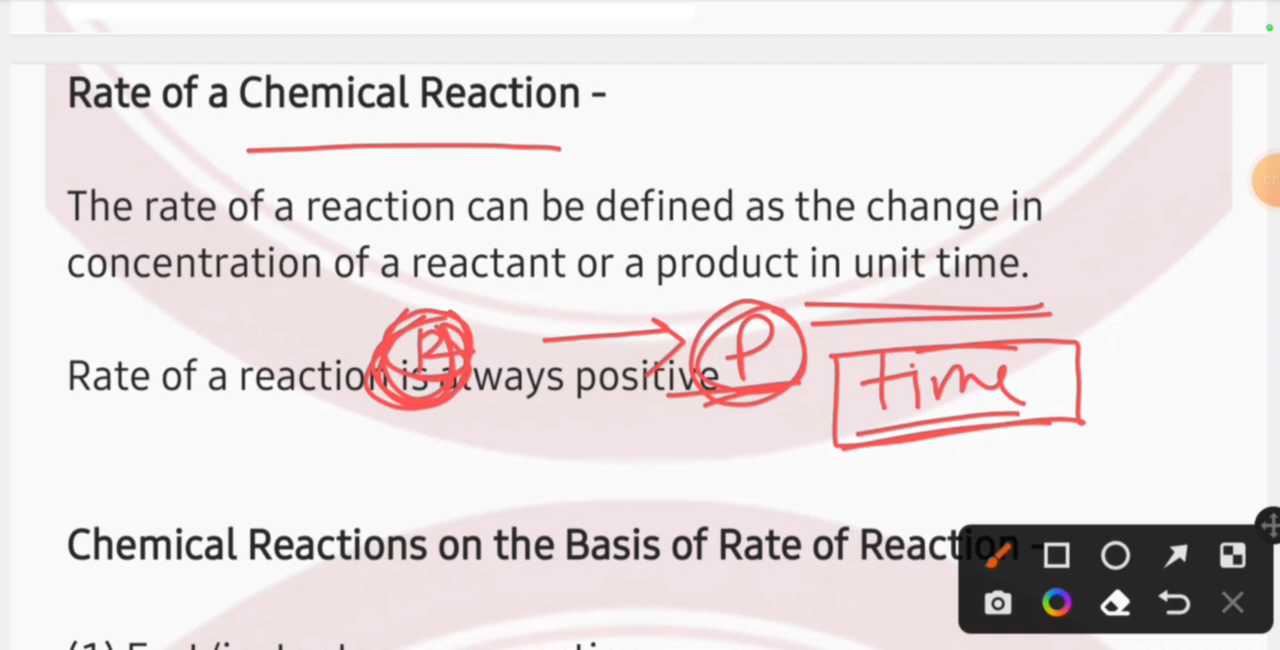 Rate of a Chemical Reaction -
The rate of a reaction can be defined as the change in
concentration of a reactant or a product in unit time.
R → P
Time
Rate of a reaction is always positive
Chemical Reactions on the Basis of Rate of Reaction -
(1)